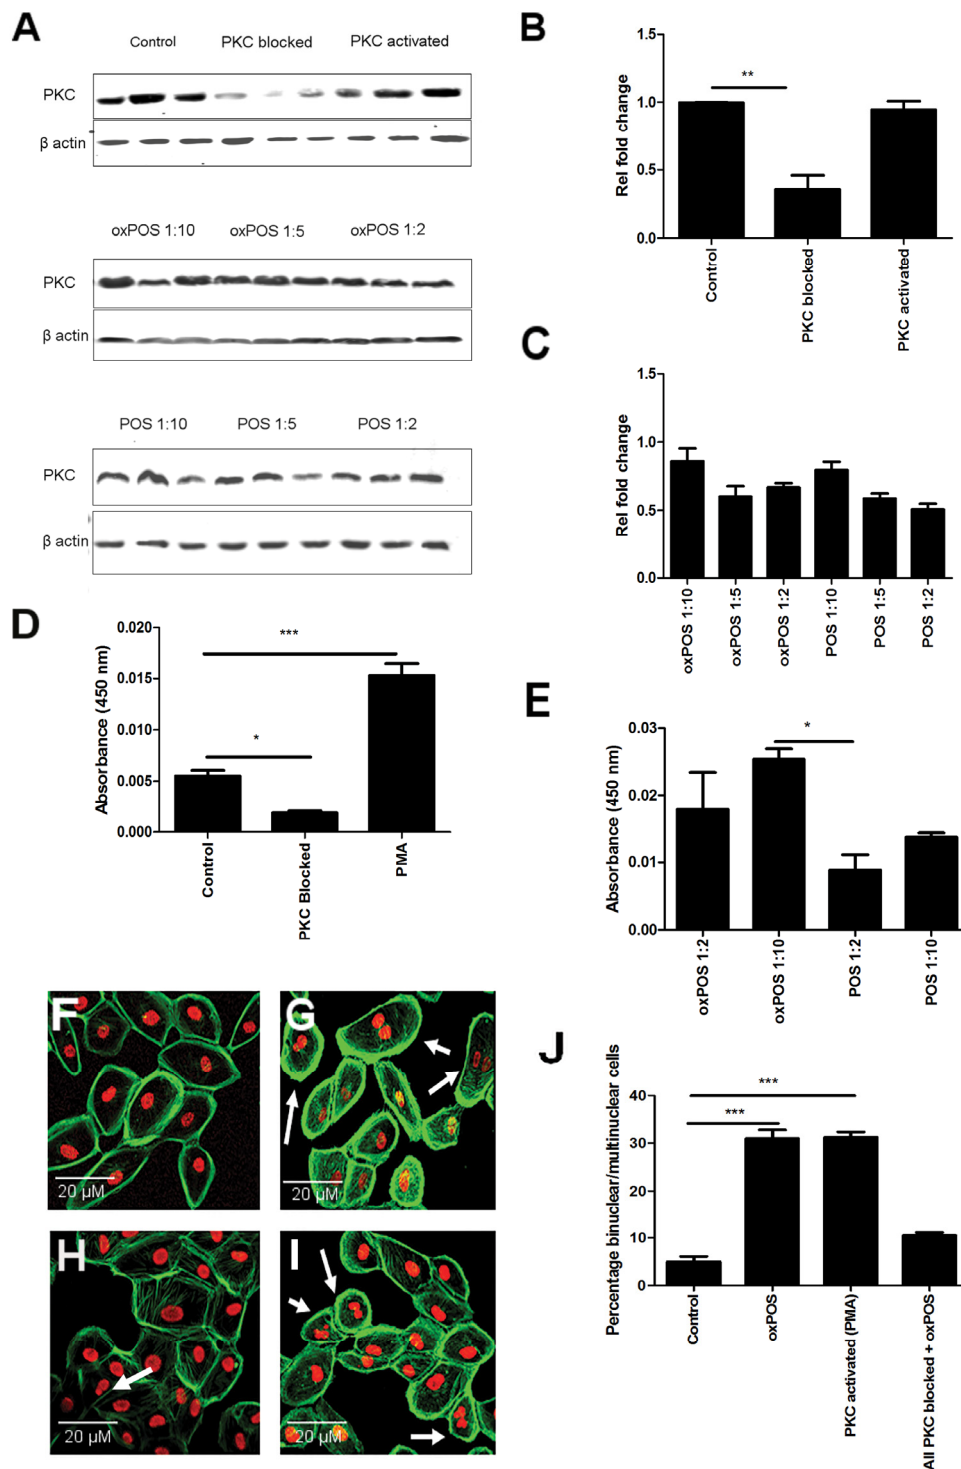 A
Control PKC blocked PKC activated
PKC
β actin
oxPOS 1:10 oxPOS 1:5 oxPOS 1:2
PKC
β actin
POS 1:10 POS 1:5 POS 1:2
PKC
β actin
B
**
Rel fold change
1.5
1.0
0.5
0.0
Control
PKC blocked
PKC activated
C
Rel fold change
1.5
1.0
0.5
0.0
oxPOS 1:10
oxPOS 1:5
oxPOS 1:2
POS 1:10
POS 1:5
POS 1:2
D
Absorbance (450 nm)
0.020
0.015
0.010
0.005
0.000
***
*
Control
PKC Blocked
PMA
E
Absorbance (450 nm)
0.03
0.02
0.01
0.00
*
oxPOS 1:2
oxPOS 1:10
POS 1:2
POS 1:10
F
20 µM
G
20 µM
H
20 µM
I
20 µM
J
Percentage binuclear/multinuclear cells
40
30
20
10
0
***
***
Control
oxPOS
PKC activated (PMA)
All PKC blocked + oxPOS